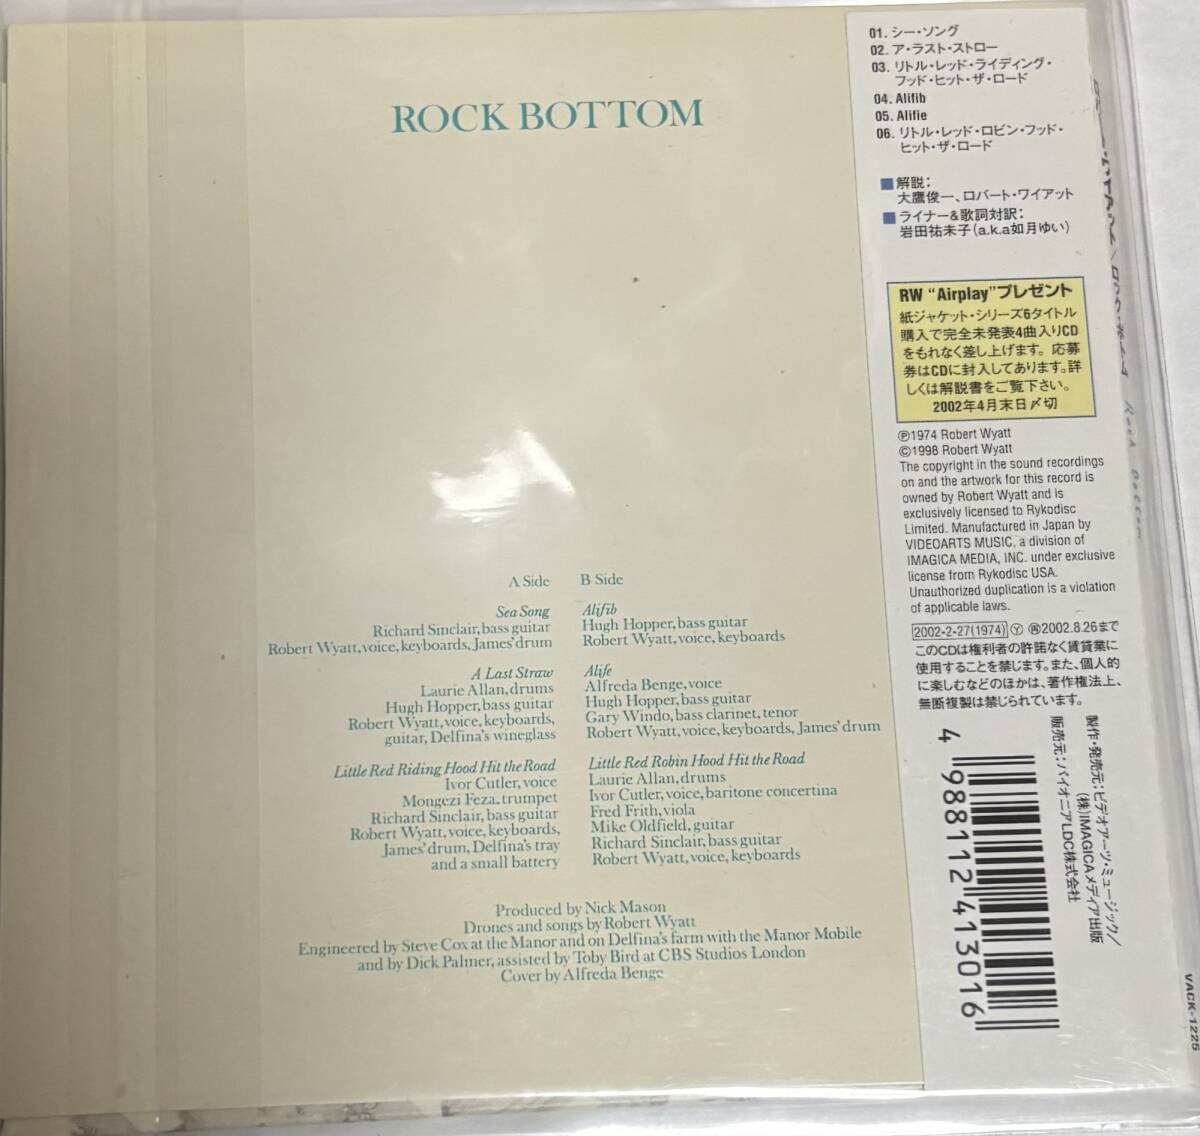 ROCK BOTTOM
A Side
Sea Song
Richard Sinclair, bass guitar
Robert Wyatt, voice, keyboards, James' drum
A Last Straw
Laurie Allan, drums
Hugh Hopper, bass guitar
Robert Wyatt, voice, keyboards,
guitar, Delfina's wineglass
Little Red Riding Hood Hit the Road
Ivor Cutler, voice
Mongezi Feza, trumpet
Richard Sinclair, bass guitar
Robert Wyatt, voice, keyboards,
James' drum, Delfina's tray
and a small battery
B Side
Alifib
Hugh Hopper, bass guitar
Robert Wyatt, voice, keyboards
Alife
Alfreda Benge, voice
Hugh Hopper, bass guitar
Gary Windo, bass clarinet, tenor
Robert Wyatt, voice, keyboards, James' drum
Little Red Robin Hood Hit the Road
Laurie Allan, drums
Ivor Cutler, voice, baritone concertina
Fred Frith, viola
Mike Oldfield, guitar
Richard Sinclair, bass guitar
Robert Wyatt, voice, keyboards
Produced by Nick Mason
Drones and songs by Robert Wyatt
Engineered by Steve Cox at the Manor and on Delfina's farm with the Manor Mobile
and by Dick Palmer, assisted by Toby Bird at CBS Studios London
Cover by Alfreda Benge
01. シー・ソング
02. ア・ラスト・ストロー
03. リトル・レッド・ライディング・
フッド・ヒット・ザ・ロード
04. Alifib
05. Alifie
06. リトル・レッド・ロビン・フッド・
ヒット・ザ・ロード
■解説：
大鷹俊一、ロバート・ワイアット
■ライナー＆歌詞対訳：
岩田祐未子(a.k.a如月ゆい)
RW “Airplay”プレゼント
紙ジャケット・シリーズ6タイトル
購入で完全未発表4曲入りCD
をもれなく差し上げます。応募
券はCDに封入してあります。詳
しくは解説書をご覧下さい。
2002年4月末日〆切
Ⓟ1974 Robert Wyatt
©1998 Robert Wyatt
The copyright in the sound recordings
on and the artwork for this record is
owned by Robert Wyatt and is
exclusively licensed to Rykodisc
Limited. Manufactured in Japan by
VIDEOARTS MUSIC, a division of
IMAGICA MEDIA, INC. under exclusive
license from Rykodisc USA.
Unauthorized duplication is a violation
of applicable laws.
2002-2-27(1974) Ⓨ ㊢2002.8.26まで
このCDは権利者の許諾なく賃貸業に
使用することを禁じます。また、個人的
に楽しむなどのほかは、著作権法上、
無断複製は禁じられています。
製作・発売元：ビデオアーツ・ミュージック／
(株)IMAGICAメディア出版
販売元：パイオニアLDC株式会社
4 988112 413016
Rock Bottom
VACK-1225